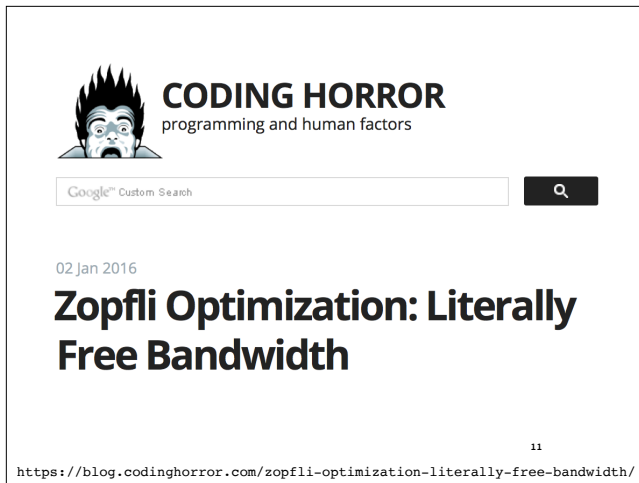 CODING HORROR
programming and human factors
Google™ Custom Search
02 Jan 2016
Zopfli Optimization: Literally
Free Bandwidth
11
https://blog.codinghorror.com/zopfli-optimization-literally-free-bandwidth/